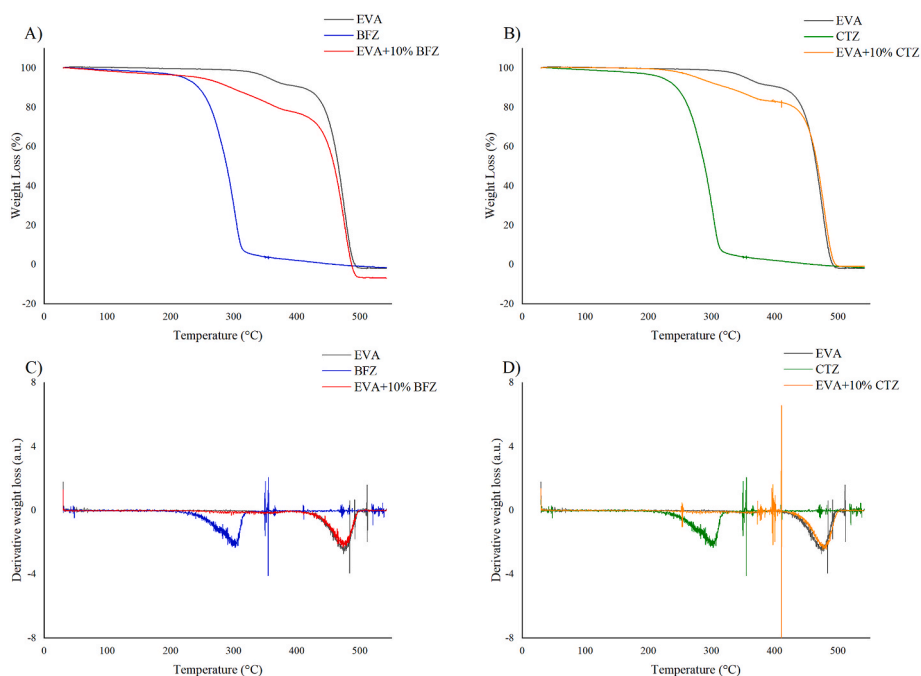 A)
EVA
BFZ
EVA+10% BFZ
100
80
60
40
20
0
-20
Weight Loss (%)
0
100
200
300
400
500
Temperature (°C)
B)
EVA
CTZ
EVA+10% CTZ
100
80
60
40
20
0
-20
Weight Loss (%)
0
100
200
300
400
500
Temperature (°C)
C)
EVA
BFZ
EVA+10% BFZ
8
4
0
-4
-8
Derivative weight loss (a.u.)
0
100
200
300
400
500
Temperature (°C)
D)
EVA
CTZ
EVA+10% CTZ
8
4
0
-4
-8
Derivative weight loss (a.u.)
0
100
200
300
400
500
Temperature (°C)